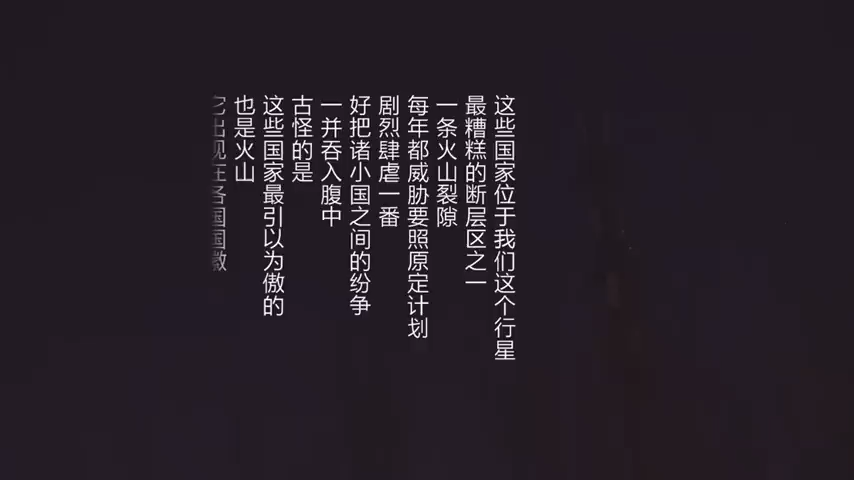 这些国家位于我们这个行星
最糟糕的断层区之一
一条火山裂隙
每年都威胁要照原定计划
剧烈肆虐一番
好把诸小国之间的纷争
一并吞入腹中
古怪的是
这些国家最引以为傲的
也是火山
它出现在各国国徽